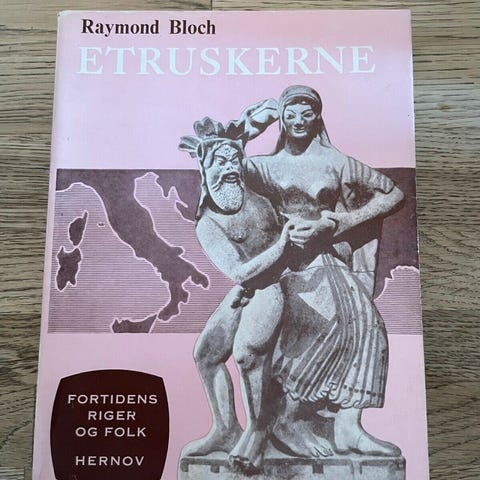 Raymond Bloch
ETRUSKERNE
FORTIDENS
RIGER
OG FOLK
HERNOV